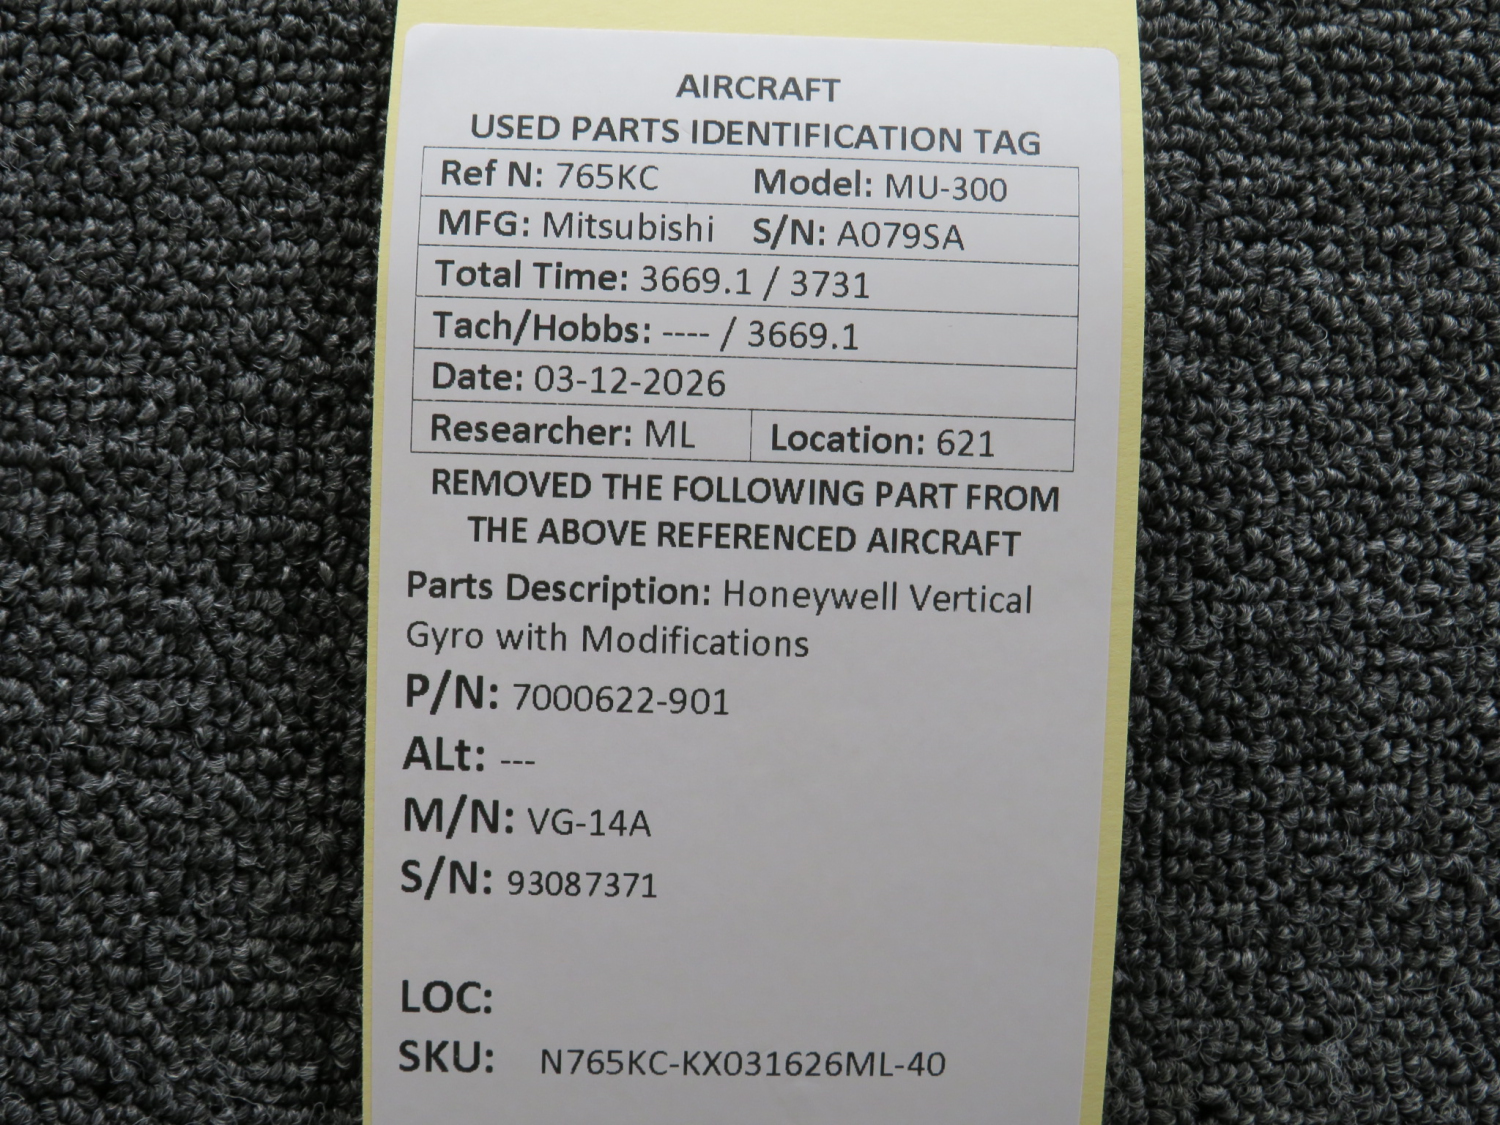 AIRCRAFT
USED PARTS IDENTIFICATION TAG
Ref N: 765KC Model: MU-300
MFG: Mitsubishi S/N: A079SA
Total Time: 3669.1 / 3731
Tach/Hobbs: ---- / 3669.1
Date: 03-12-2026
Researcher: ML Location: 621
REMOVED THE FOLLOWING PART FROM
THE ABOVE REFERENCED AIRCRAFT
Parts Description: Honeywell Vertical
Gyro with Modifications
P/N: 7000622-901
ALt: ---
M/N: VG-14A
S/N: 93087371
LOC:
SKU: N765KC-KX031626ML-40